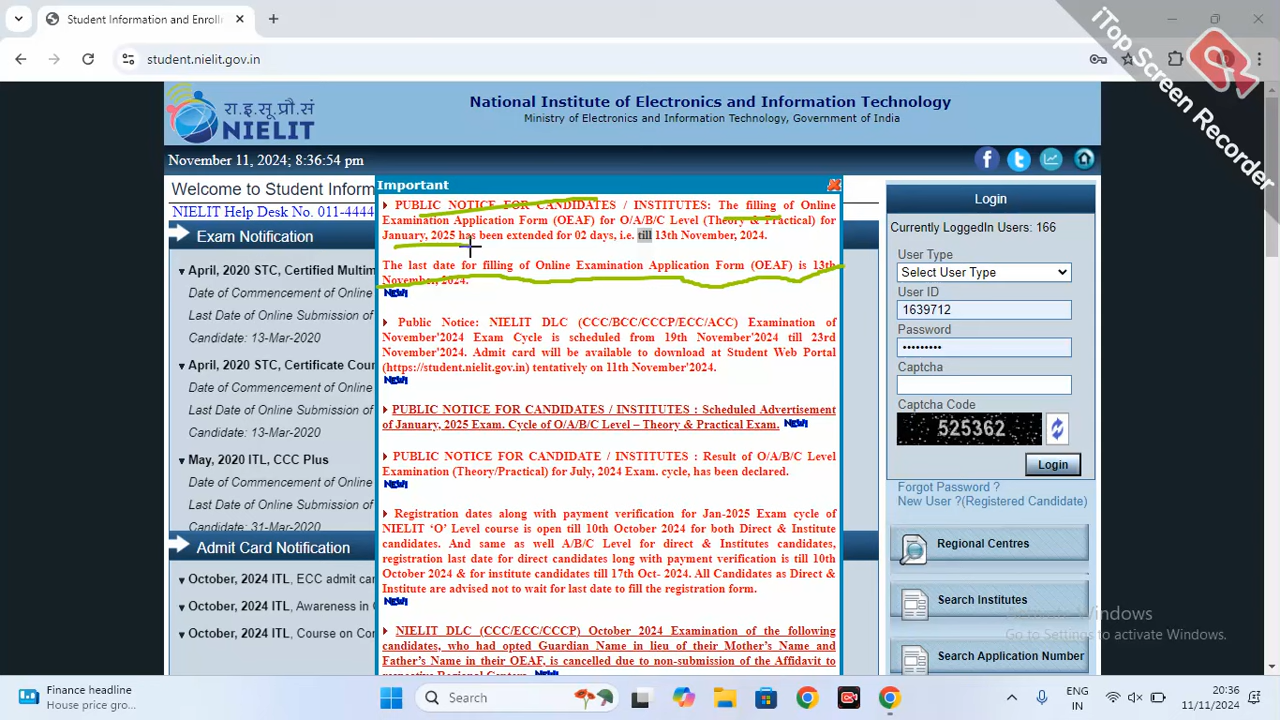 Student Information and Enrol
student.nielit.gov.in
iTop Screen Recorder
रा.इ.सू.प्रौ.सं
NIELIT
National Institute of Electronics and Information Technology
Ministry of Electronics and Information Technology, Government of India
November 11, 2024; 8:36:54 pm
Welcome to Student Inform
NIELIT Help Desk No. 011-4444
Exam Notification
April, 2020 STC, Certified Multim
Date of Commencement of Online
Last Date of Online Submission of
Candidate: 13-Mar-2020
April, 2020 STC, Certificate Cour
Date of Commencement of Online
Last Date of Online Submission of
Candidate: 13-Mar-2020
May, 2020 ITL, CCC Plus
Date of Commencement of Online
Last Date of Online Submission of
Candidate: 31-Mar-2020
Admit Card Notification
October, 2024 ITL, ECC admit car
October, 2024 ITL, Awareness in C
October, 2024 ITL, Course on Con
Important
PUBLIC NOTICE FOR CANDIDATES / INSTITUTES: The filling of Online
Examination Application Form (OEAF) for O/A/B/C Level (Theory & Practical) for
January, 2025 has been extended for 02 days, i.e. till 13th November, 2024.
The last date for filling of Online Examination Application Form (OEAF) is 13th
November, 2024.
NEW!
Public Notice: NIELIT DLC (CCC/BCC/CCCP/ECC/ACC) Examination of
November'2024 Exam Cycle is scheduled from 19th November'2024 till 23rd
November'2024. Admit card will be available to download at Student Web Portal
(https://student.nielit.gov.in) tentatively on 11th November'2024.
NEW!
PUBLIC NOTICE FOR CANDIDATES / INSTITUTES : Scheduled Advertisement
of January, 2025 Exam. Cycle of O/A/B/C Level – Theory & Practical Exam. NEW!
PUBLIC NOTICE FOR CANDIDATE / INSTITUTES : Result of O/A/B/C Level
Examination (Theory/Practical) for July, 2024 Exam. cycle, has been declared.
NEW!
Registration dates along with payment verification for Jan-2025 Exam cycle of
NIELIT ‘O’ Level course is open till 10th October 2024 for both Direct & Institute
candidates. And same as well A/B/C Level for direct & Institutes candidates,
registration last date for direct candidates long with payment verification is till 10th
October 2024 & for institute candidates till 17th Oct- 2024. All Candidates as Direct &
Institute are advised not to wait for last date to fill the registration form.
NEW!
NIELIT DLC (CCC/ECC/CCCP) October 2024 Examination of the following
candidates, who had opted Guardian Name in lieu of their Mother's Name and
Father's Name in their OEAF, is cancelled due to non-submission of the Affidavit to
respective Regional Centers. NEW!
Login
Currently LoggedIn Users: 166
User Type
Select User Type
User ID
1639712
Password
Captcha
Captcha Code
525362
Login
Forgot Password ?
New User ?(Registered Candidate)
Regional Centres
Search Institutes
Search Application Number
Activate Windows
Go to Settings to activate Windows.
Finance headline
House price gro...
Search
ENG
IN
20:36
11/11/2024